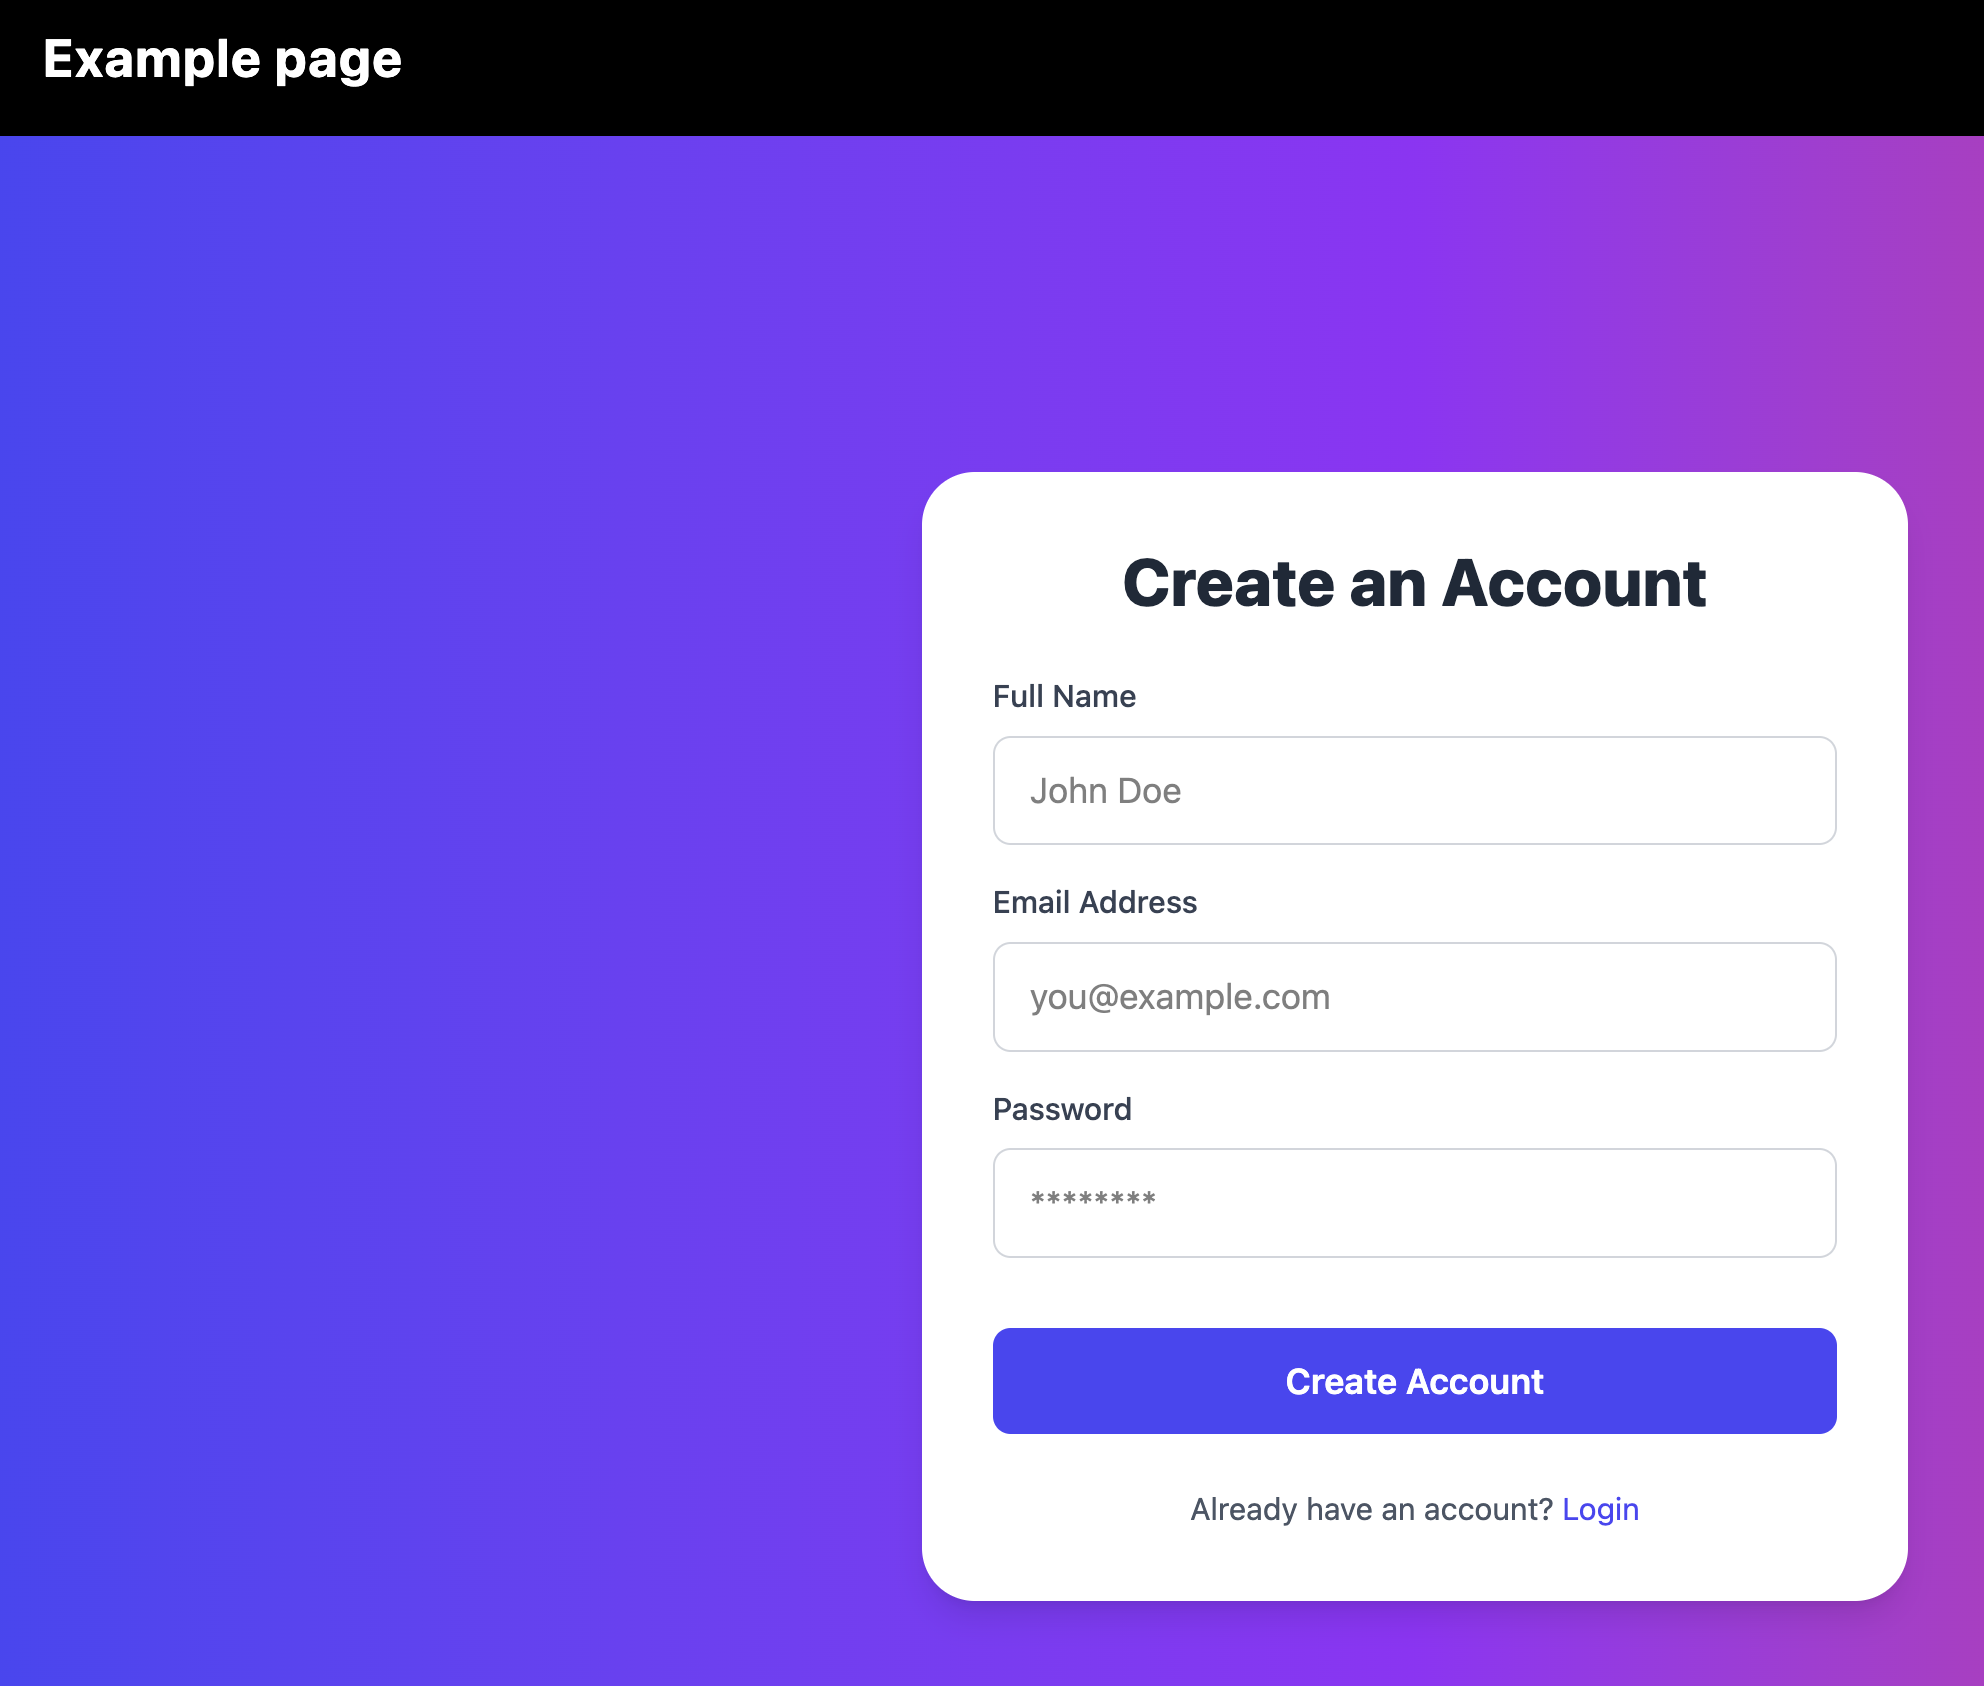 Example page
Create an Account
Full Name
John Doe
Email Address
you@example.com
Password
********
Create Account
Already have an account? Login